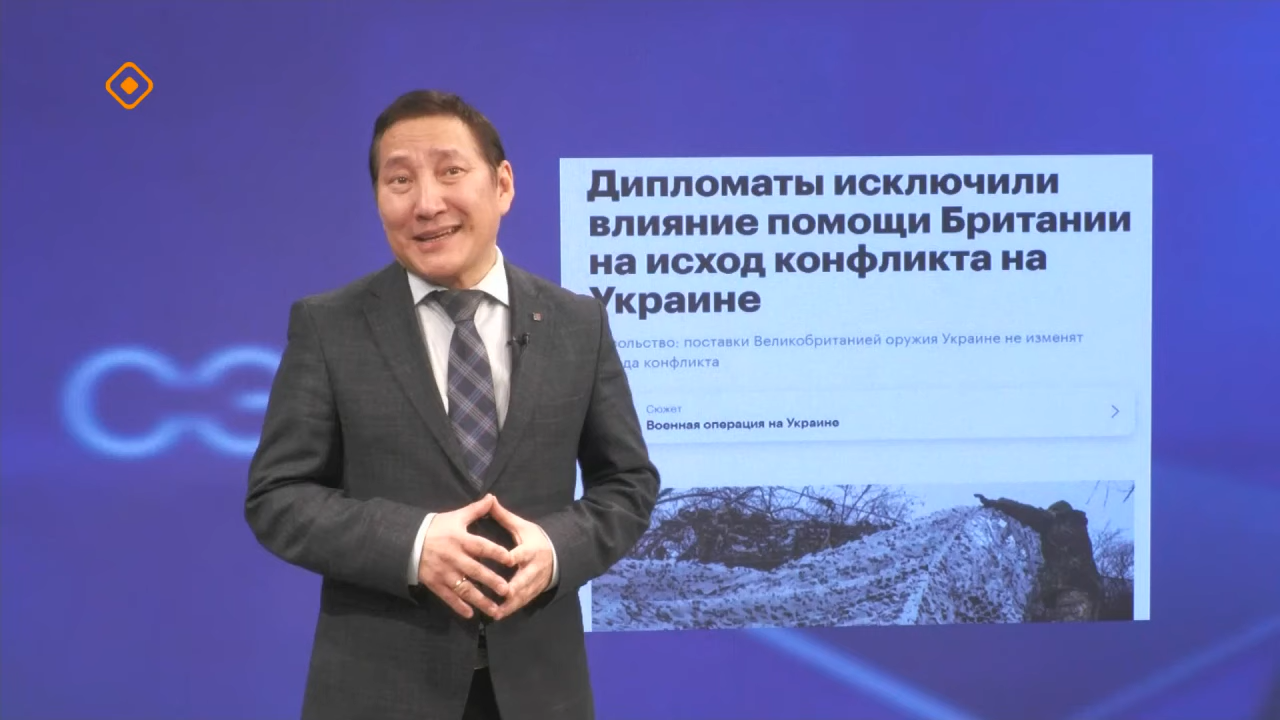 Дипломаты исключили
влияние помощи Британии
на исход конфликта на
Украине
поставки Великобританией оружия Украине не изменят
конфликта
Сюжет
Военная операция на Украине
СЭ